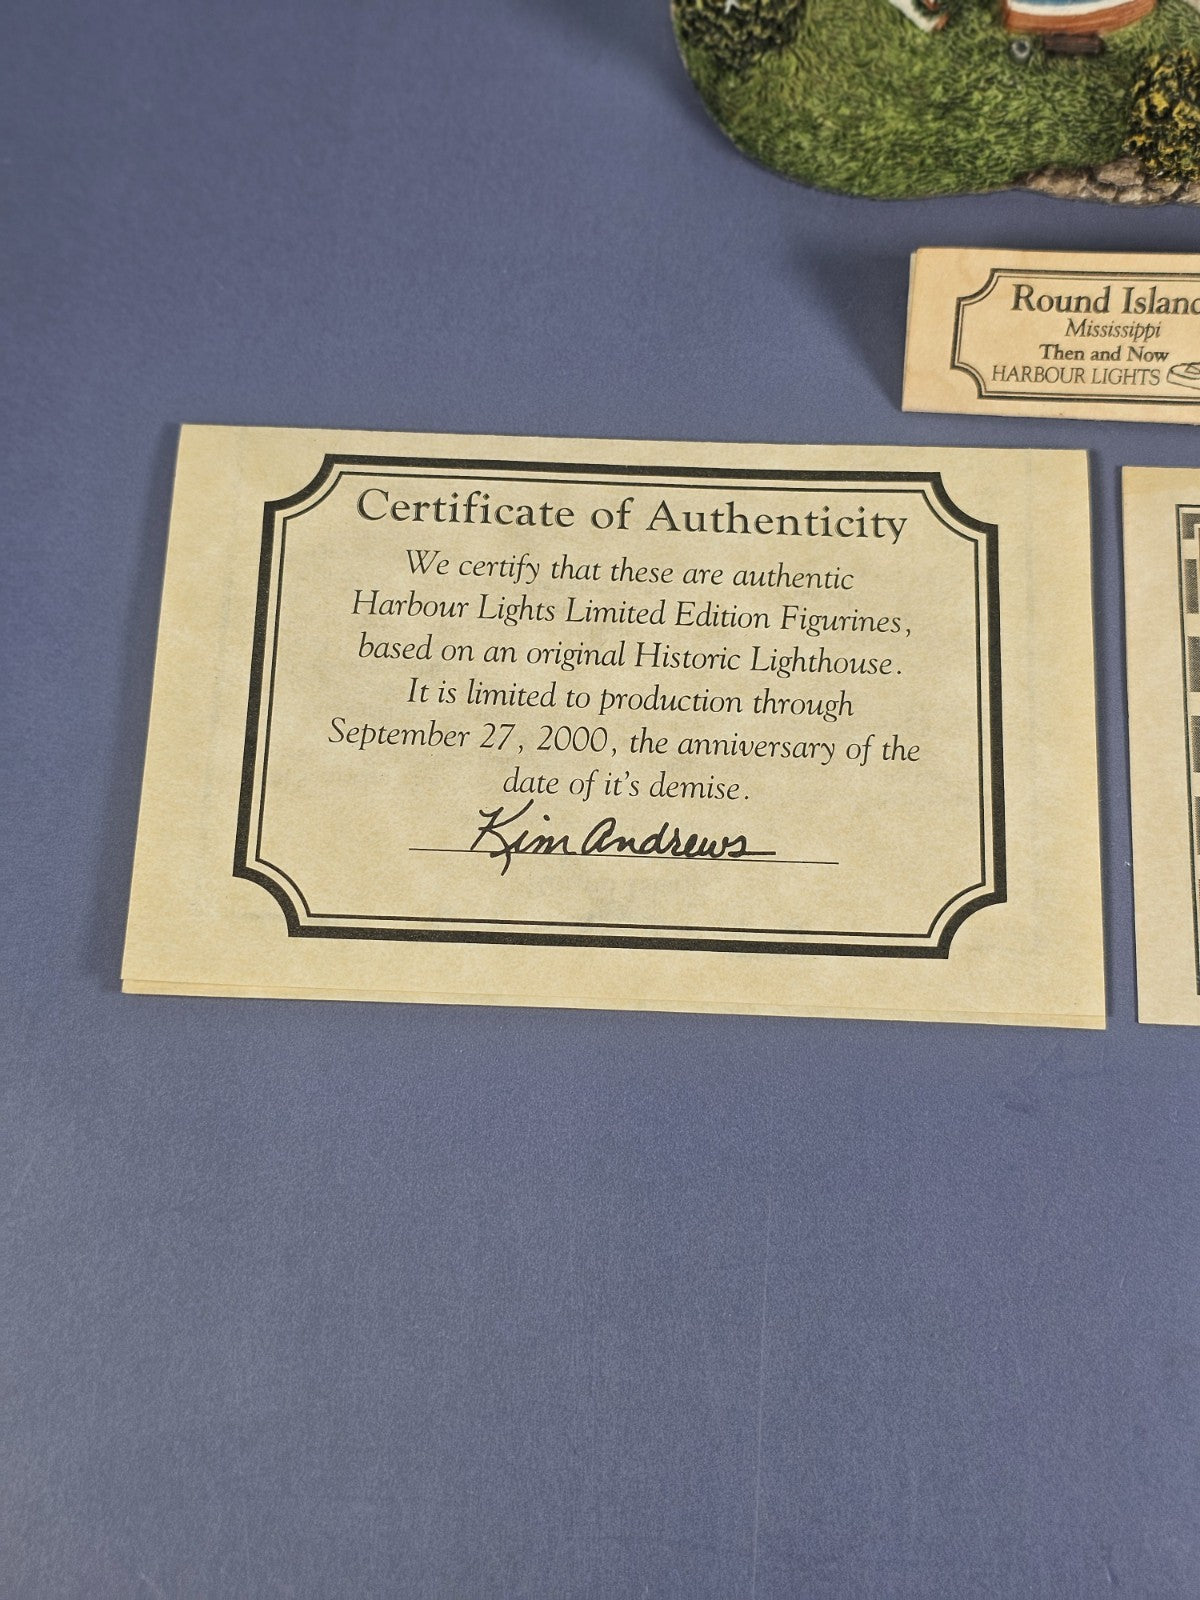 Round Island
Mississippi
Then and Now
HARBOUR LIGHTS
Certificate of Authenticity
We certify that these are authentic
Harbour Lights Limited Edition Figurines,
based on an original Historic Lighthouse.
It is limited to production through
September 27, 2000, the anniversary of the
date of it's demise.
Kim Andrews